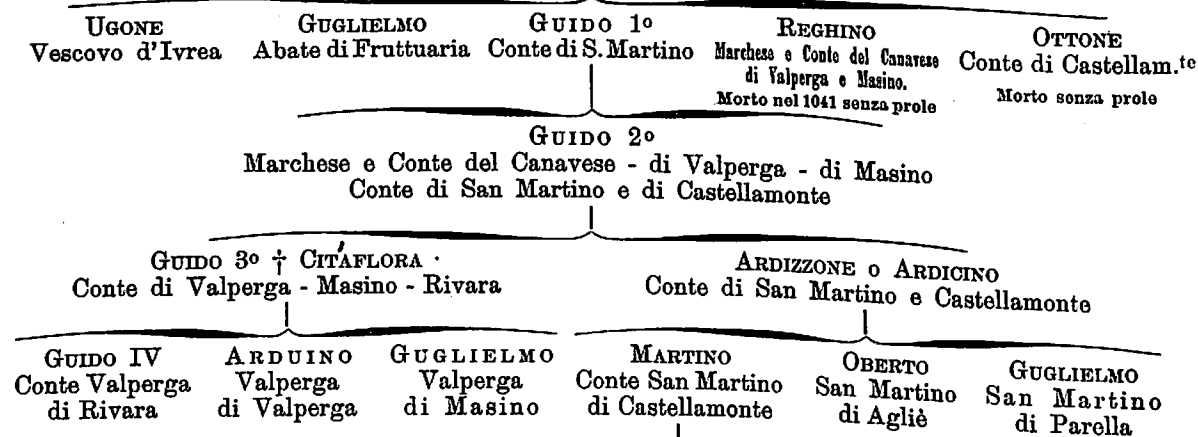 UGONE
Vescovo d'Ivrea
GUGLIELMO
Abate di Fruttuaria
GUIDO 1º
Conte di S. Martino
REGHINO
Marchese e Conte del Canavese
di Valperga e Masino.
Morto nel 1041 senza prole
OTTONE
Conte di Castellam.te
Morto senza prole
GUIDO 2º
Marchese e Conte del Canavese - di Valperga - di Masino
Conte di San Martino e di Castellamonte
GUIDO 3º † CITÁFLORA
Conte di Valperga - Masino - Rivara
ARDIZZONE O ARDICINO
Conte di San Martino e Castellamonte
GUIDO IV
Conte Valperga
di Rivara
ARDUINO
Valperga
di Valperga
GUGLIELMO
Valperga
di Masino
MARTINO
Conte San Martino
di Castellamonte
OBERTO
San Martino
di Agliè
GUGLIELMO
San Martino
di Parella